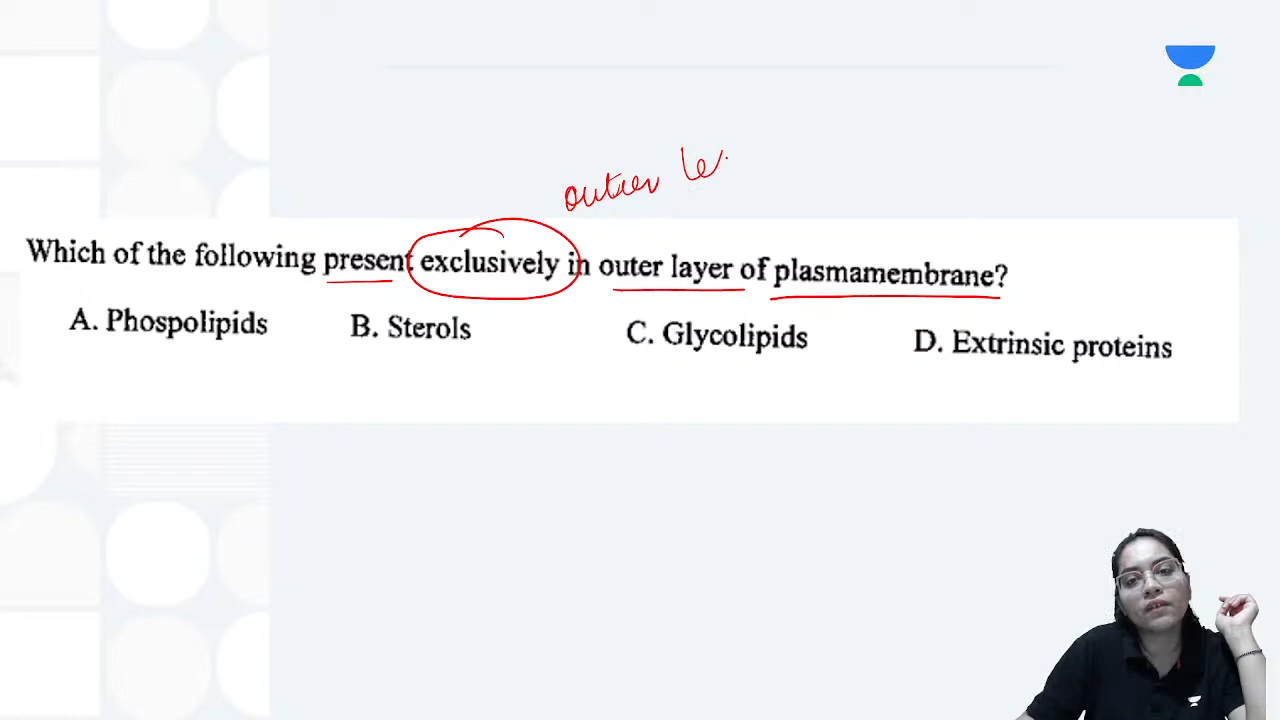 outer le
Which of the following present exclusively in outer layer of plasmamembrane?
A. Phospolipids B. Sterols C. Glycolipids D. Extrinsic proteins